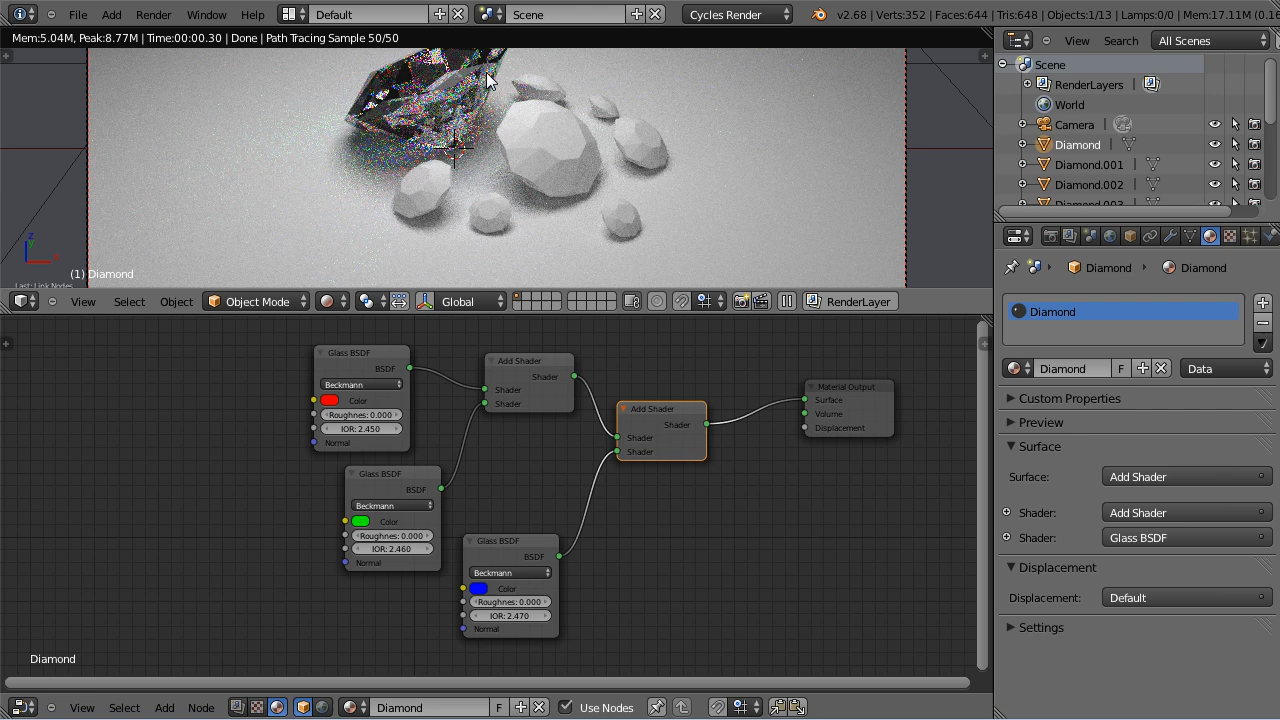 File Add Render Window Help Default Scene Cycles Render v2.68 | Verts:352 | Faces:644 | Tris:648 | Objects:1/13 | Lamps:0/0 | Mem:17.11M (0.16
Mem:5.04M, Peak:8.77M | Time:00:00.30 | Done | Path Tracing Sample 50/50
View Search All Scenes
Scene
RenderLayers
World
Camera
Diamond
Diamond.001
Diamond.002
Diamond.003
z
y
x
(1) Diamond
Last: Link Nodes
View Select Object Object Mode Global RenderLayer
Diamond Diamond
Diamond
Diamond F Data
Custom Properties
Preview
Surface
Surface: Add Shader
Shader: Add Shader
Shader: Glass BSDF
Displacement
Displacement: Default
Settings
Glass BSDF
BSDF
Beckmann
Color
Roughnes: 0.000
IOR: 2.450
Normal
Glass BSDF
BSDF
Beckmann
Color
Roughnes: 0.000
IOR: 2.460
Normal
Glass BSDF
BSDF
Beckmann
Color
Roughnes: 0.000
IOR: 2.470
Normal
Add Shader
Shader
Shader
Shader
Add Shader
Shader
Shader
Shader
Material Output
Surface
Volume
Displacement
Diamond
View Select Add Node Diamond F Use Nodes